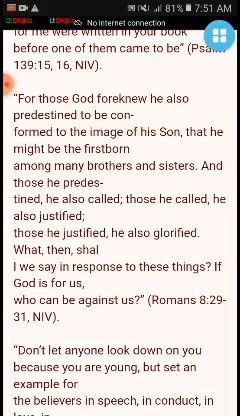 0:0KB/s U:0KB/s No internet connection 81% 7:51 AM
for me were written in your book
before one of them came to be” (Psalm
139:15, 16, NIV).
“For those God foreknew he also
predestined to be con-
formed to the image of his Son, that he
might be the firstborn
among many brothers and sisters. And
those he predes-
tined, he also called; those he called, he
also justified;
those he justified, he also glorified.
What, then, shal
l we say in response to these things? If
God is for us,
who can be against us?” (Romans 8:29-
31, NIV).
“Don’t let anyone look down on you
because you are young, but set an
example for
the believers in speech, in conduct, in
love, in